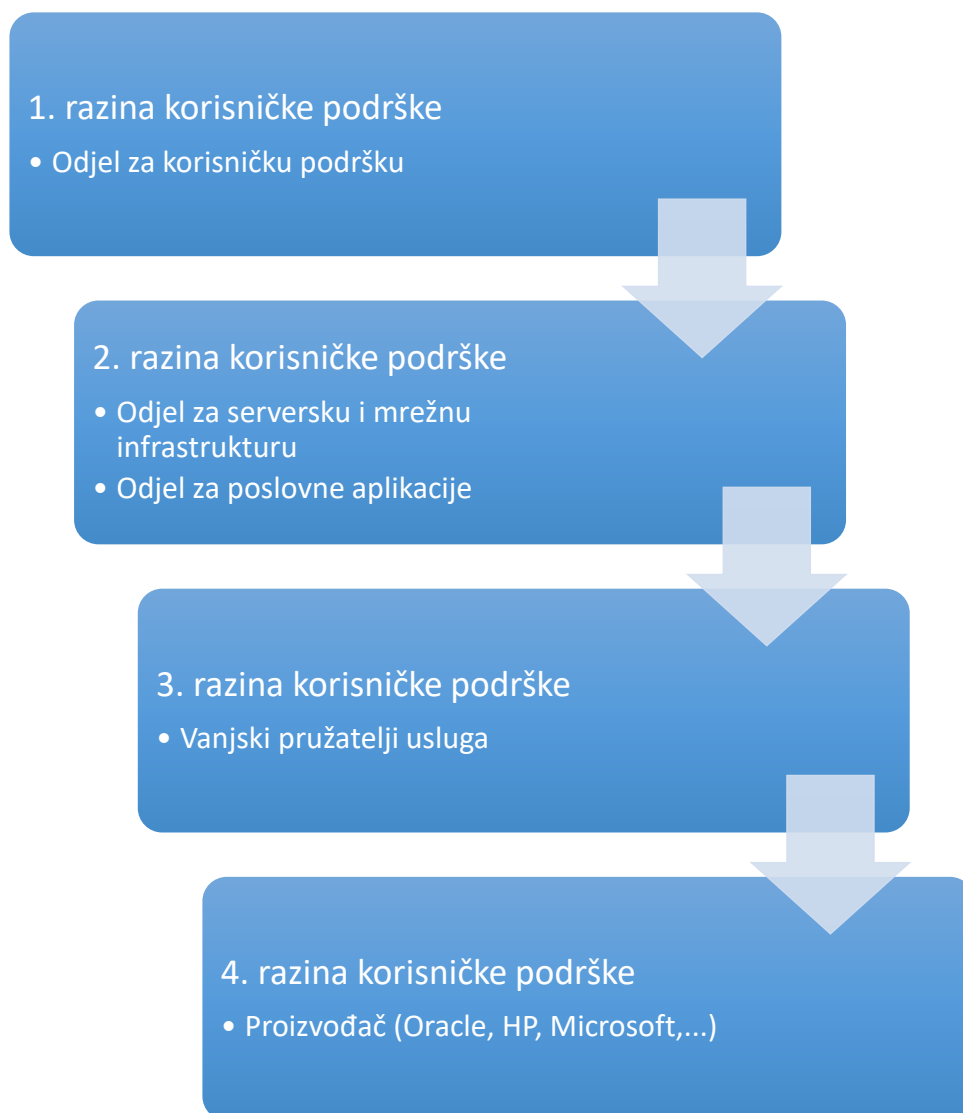 1. razina korisničke podrške
• Odjel za korisničku podršku
2. razina korisničke podrške
• Odjel za serversku i mrežnu
infrastrukturu
• Odjel za poslovne aplikacije
3. razina korisničke podrške
• Vanjski pružatelji usluga
4. razina korisničke podrške
• Proizvođač (Oracle, HP, Microsoft,...)